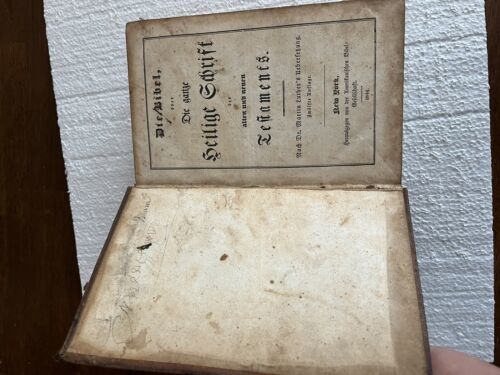 Die Bibel,
oder
Die ganze
Heilige Schrift
des
alten und neuen
Testaments.
Nach Dr. Martin Luther's Uebersetzung.
New York,
Herausgegeben von der Amerikanischen Bibel-
Gesellschaft.